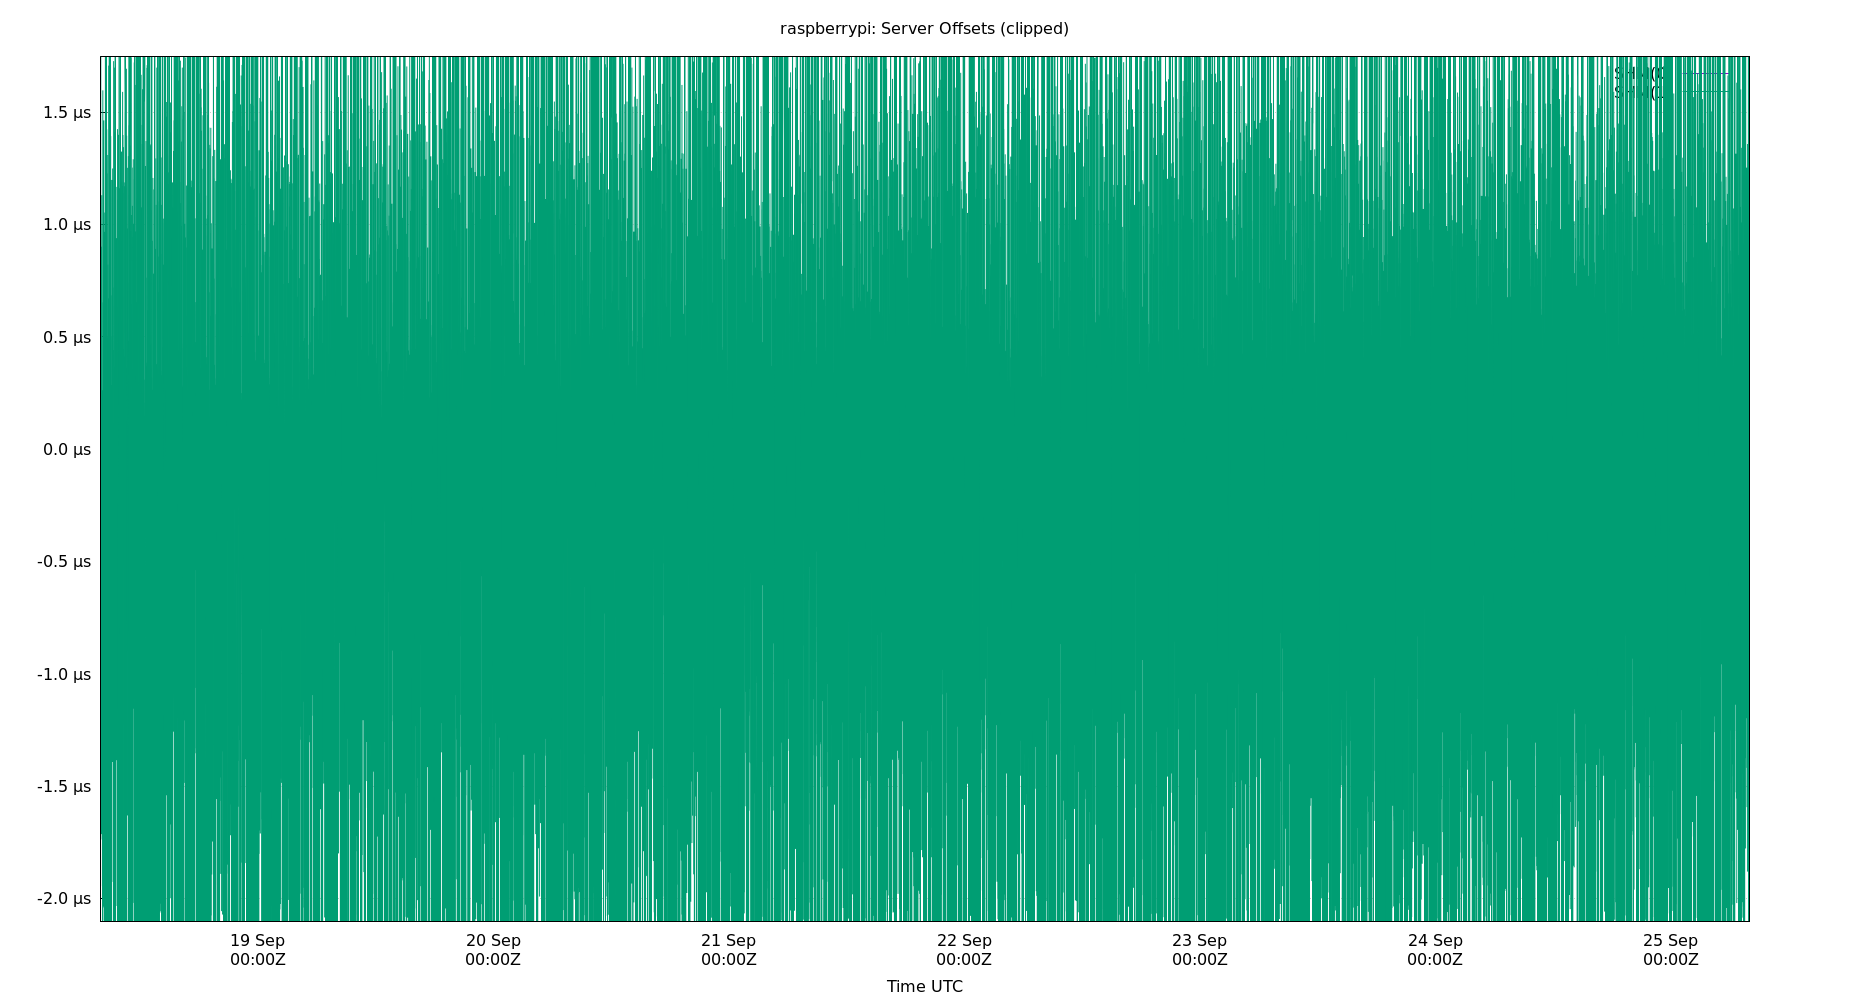 raspberrypi: Server Offsets (clipped)
1.5 µs
1.0 µs
0.5 µs
0.0 µs
-0.5 µs
-1.0 µs
-1.5 µs
-2.0 µs
19 Sep 20 Sep 21 Sep 22 Sep 23 Sep 24 Sep 25 Sep
00:00Z 00:00Z 00:00Z 00:00Z 00:00Z 00:00Z 00:00Z
Time UTC